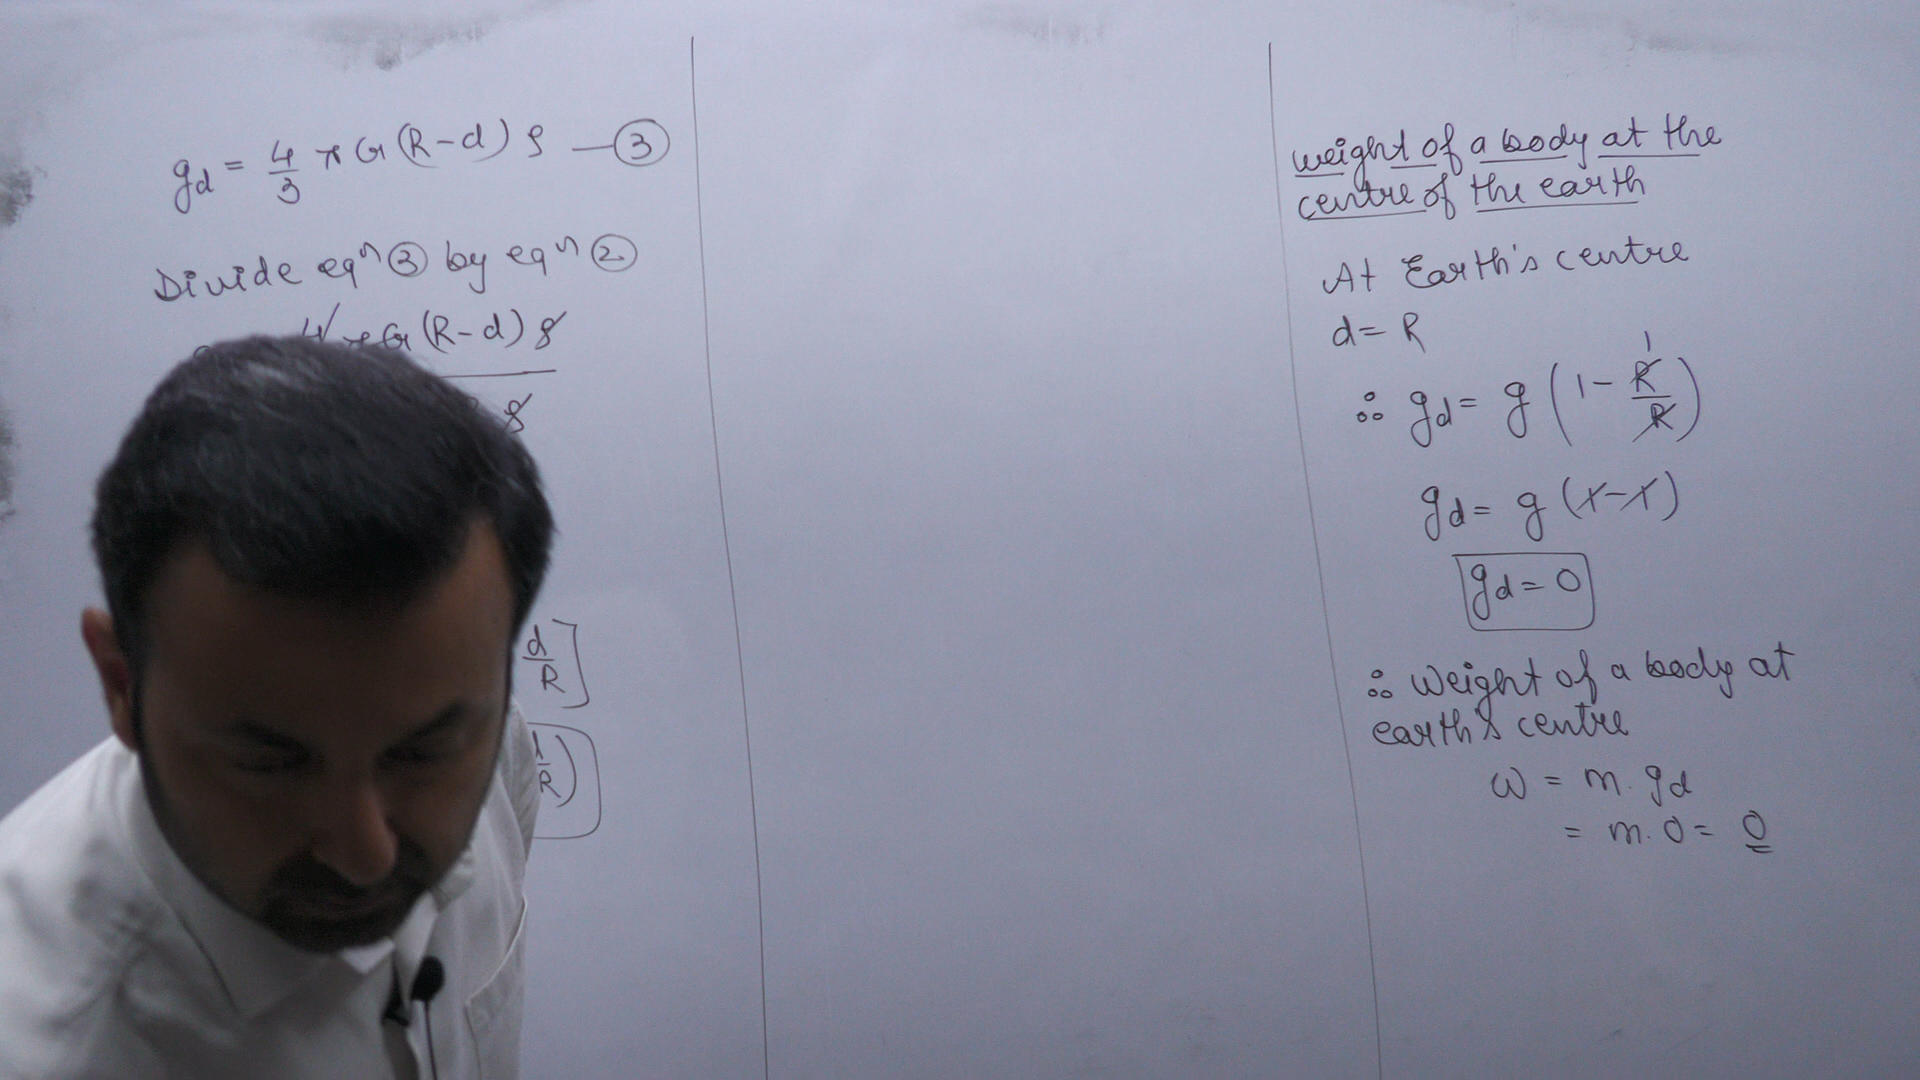 gd = 4/3 π G (R-d) ρ — ③
Divide eqⁿ ③ by eqⁿ ②
G (R-d) ρ
ρ
d/R ]
R )
weight of a body at the
centre of the earth
At Earth's centre
d = R
∴ gd = g (1 - R/R) 1
gd = g (1-1)
gd = 0
∴ Weight of a body at
earth's centre
W = m. gd
= m. 0 = 0